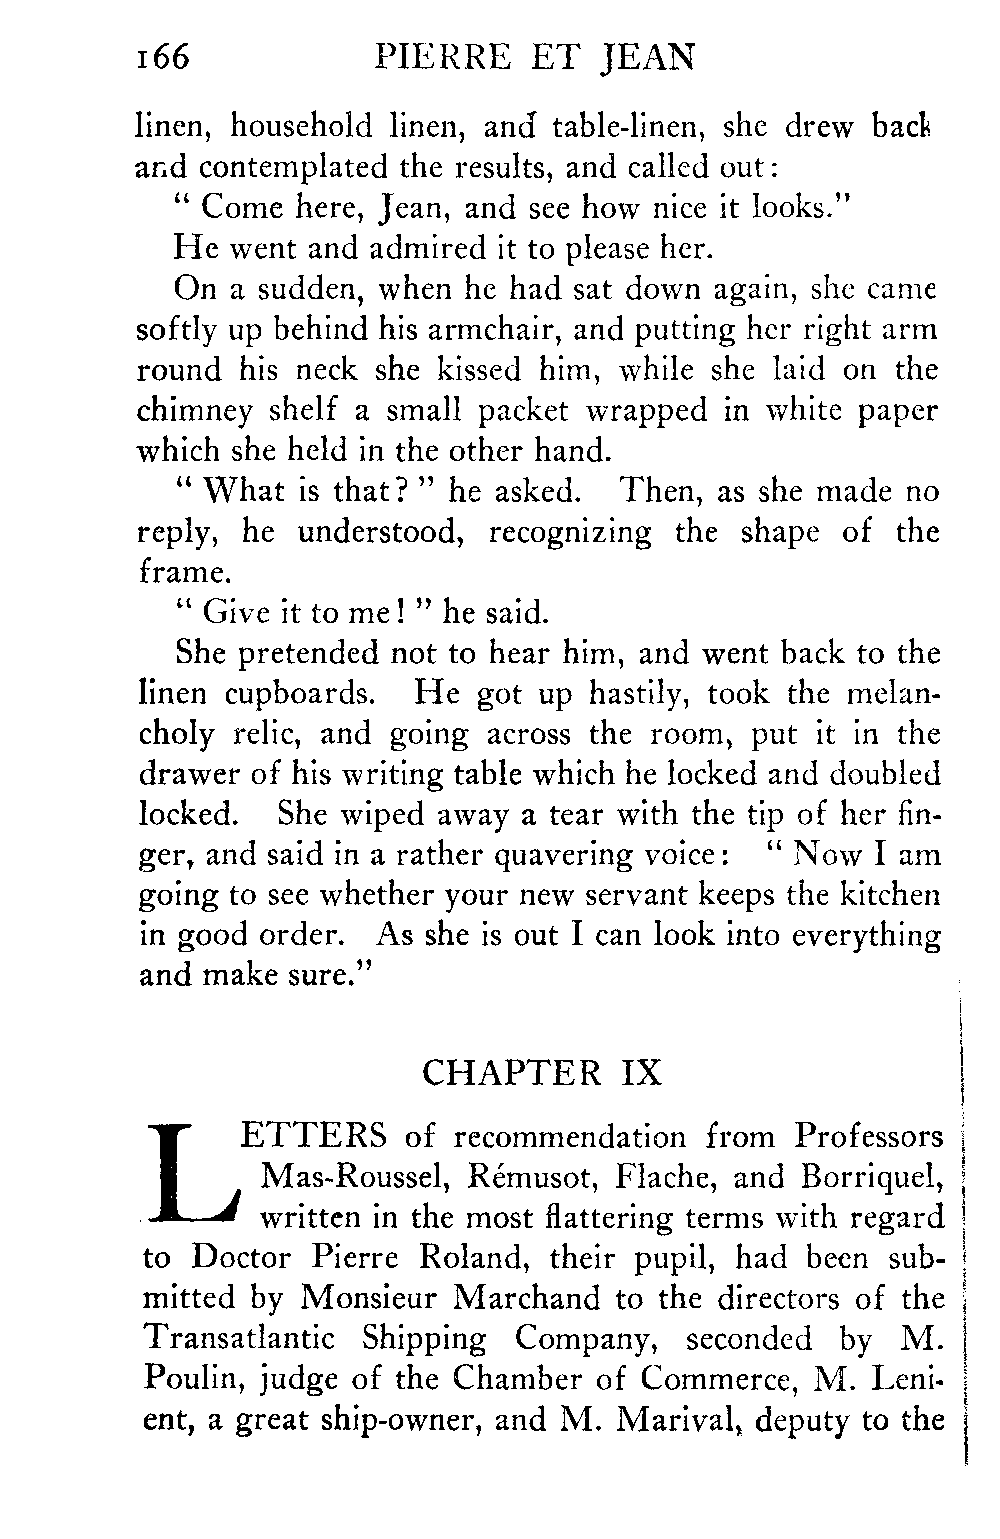 166 PIERRE ET JEAN
linen, household linen, and table-linen, she drew back
and contemplated the results, and called out:
" Come here, Jean, and see how nice it looks."
He went and admired it to please her.
On a sudden, when he had sat down again, she came
softly up behind his armchair, and putting her right arm
round his neck she kissed him, while she laid on the
chimney shelf a small packet wrapped in white paper
which she held in the other hand.
" What is that? " he asked. Then, as she made no
reply, he understood, recognizing the shape of the
frame.
" Give it to me! " he said.
She pretended not to hear him, and went back to the
linen cupboards. He got up hastily, took the melan-
choly relic, and going across the room, put it in the
drawer of his writing table which he locked and doubled
locked. She wiped away a tear with the tip of her fin-
ger, and said in a rather quavering voice: " Now I am
going to see whether your new servant keeps the kitchen
in good order. As she is out I can look into everything
and make sure."
CHAPTER IX
LETTERS of recommendation from Professors
Mas-Roussel, Rémusot, Flache, and Borriquel,
written in the most flattering terms with regard
to Doctor Pierre Roland, their pupil, had been sub-
mitted by Monsieur Marchand to the directors of the
Transatlantic Shipping Company, seconded by M.
Poulin, judge of the Chamber of Commerce, M. Leni-
ent, a great ship-owner, and M. Marival, deputy to the